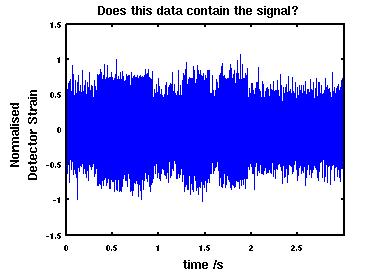 Does this data contain the signal?
1.5
1
0.5
0
-0.5
-1
-1.5
Normalised
Detector Strain
0 0.5 1 1.5 2 2.5
time /s